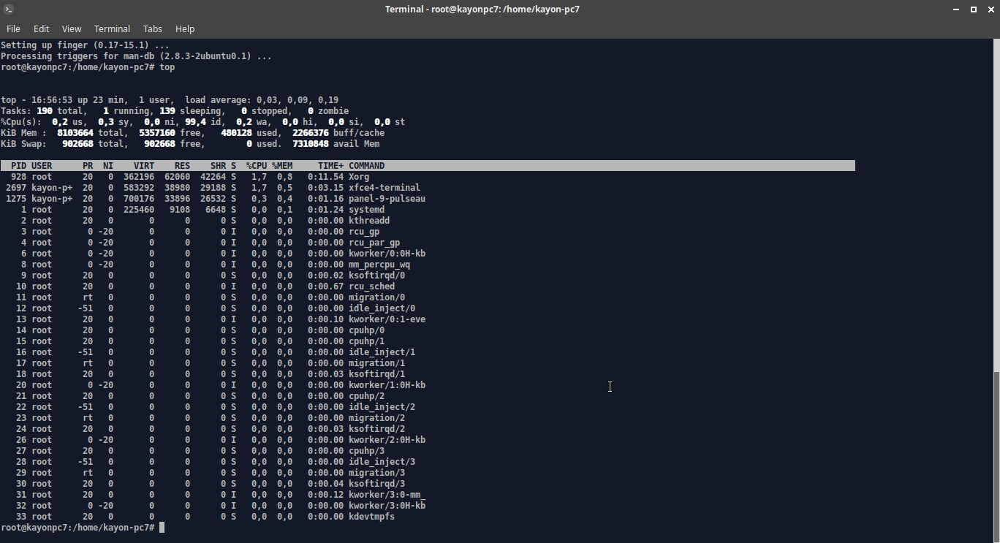 Terminal - root@kayonpc7: /home/kayon-pc7
File Edit View Terminal Tabs Help
Setting up finger (0.17-15.1) ...
Processing triggers for man-db (2.8.3-2ubuntu0.1) ...
root@kayonpc7:/home/kayon-pc7# top
top - 16:56:53 up 23 min,  1 user,  load average: 0,03, 0,09, 0,19
Tasks: 190 total,   1 running, 139 sleeping,   0 stopped,   0 zombie
%Cpu(s):  0,2 us,  0,3 sy,  0,0 ni, 99,4 id,  0,2 wa,  0,0 hi,  0,0 si,  0,0 st
KiB Mem :  8103664 total,  5357160 free,   480128 used,  2266376 buff/cache
KiB Swap:   902668 total,   902668 free,        0 used.  7310848 avail Mem
PID USER PR NI VIRT RES SHR S %CPU %MEM TIME+ COMMAND
928 root 20 0 362196 62060 42264 S 1,7 0,8 0:11.54 Xorg
2697 kayon-p+ 20 0 583292 38980 29188 S 1,7 0,5 0:03.15 xfce4-terminal
1275 kayon-p+ 20 0 700176 33896 26532 S 0,3 0,4 0:01.16 panel-9-pulseau
1 root 20 0 225460 9108 6648 S 0,0 0,1 0:01.24 systemd
2 root 20 0 0 0 0 S 0,0 0,0 0:00.00 kthreadd
3 root 0 -20 0 0 0 I 0,0 0,0 0:00.00 rcu_gp
4 root 0 -20 0 0 0 I 0,0 0,0 0:00.00 rcu_par_gp
6 root 0 -20 0 0 0 I 0,0 0,0 0:00.00 kworker/0:0H-kb
8 root 0 -20 0 0 0 I 0,0 0,0 0:00.00 mm_percpu_wq
9 root 20 0 0 0 0 S 0,0 0,0 0:00.02 ksoftirqd/0
10 root 20 0 0 0 0 I 0,0 0,0 0:00.67 rcu_sched
11 root rt 0 0 0 0 S 0,0 0,0 0:00.00 migration/0
12 root -51 0 0 0 0 S 0,0 0,0 0:00.00 idle_inject/0
13 root 20 0 0 0 0 I 0,0 0,0 0:00.10 kworker/0:1-eve
14 root 20 0 0 0 0 S 0,0 0,0 0:00.00 cpuhp/0
15 root 20 0 0 0 0 S 0,0 0,0 0:00.00 cpuhp/1
16 root -51 0 0 0 0 S 0,0 0,0 0:00.00 idle_inject/1
17 root rt 0 0 0 0 S 0,0 0,0 0:00.00 migration/1
18 root 20 0 0 0 0 S 0,0 0,0 0:00.03 ksoftirqd/1
20 root 0 -20 0 0 0 I 0,0 0,0 0:00.00 kworker/1:0H-kb
21 root 20 0 0 0 0 S 0,0 0,0 0:00.00 cpuhp/2
22 root -51 0 0 0 0 S 0,0 0,0 0:00.00 idle_inject/2
23 root rt 0 0 0 0 S 0,0 0,0 0:00.00 migration/2
24 root 20 0 0 0 0 S 0,0 0,0 0:00.03 ksoftirqd/2
26 root 0 -20 0 0 0 I 0,0 0,0 0:00.00 kworker/2:0H-kb
27 root 20 0 0 0 0 S 0,0 0,0 0:00.00 cpuhp/3
28 root -51 0 0 0 0 S 0,0 0,0 0:00.00 idle_inject/3
29 root rt 0 0 0 0 S 0,0 0,0 0:00.00 migration/3
30 root 20 0 0 0 0 S 0,0 0,0 0:00.04 ksoftirqd/3
31 root 20 0 0 0 0 I 0,0 0,0 0:00.12 kworker/3:0-mm_
32 root 0 -20 0 0 0 I 0,0 0,0 0:00.00 kworker/3:0H-kb
33 root 20 0 0 0 0 S 0,0 0,0 0:00.00 kdevtmpfs
root@kayonpc7:/home/kayon-pc7#